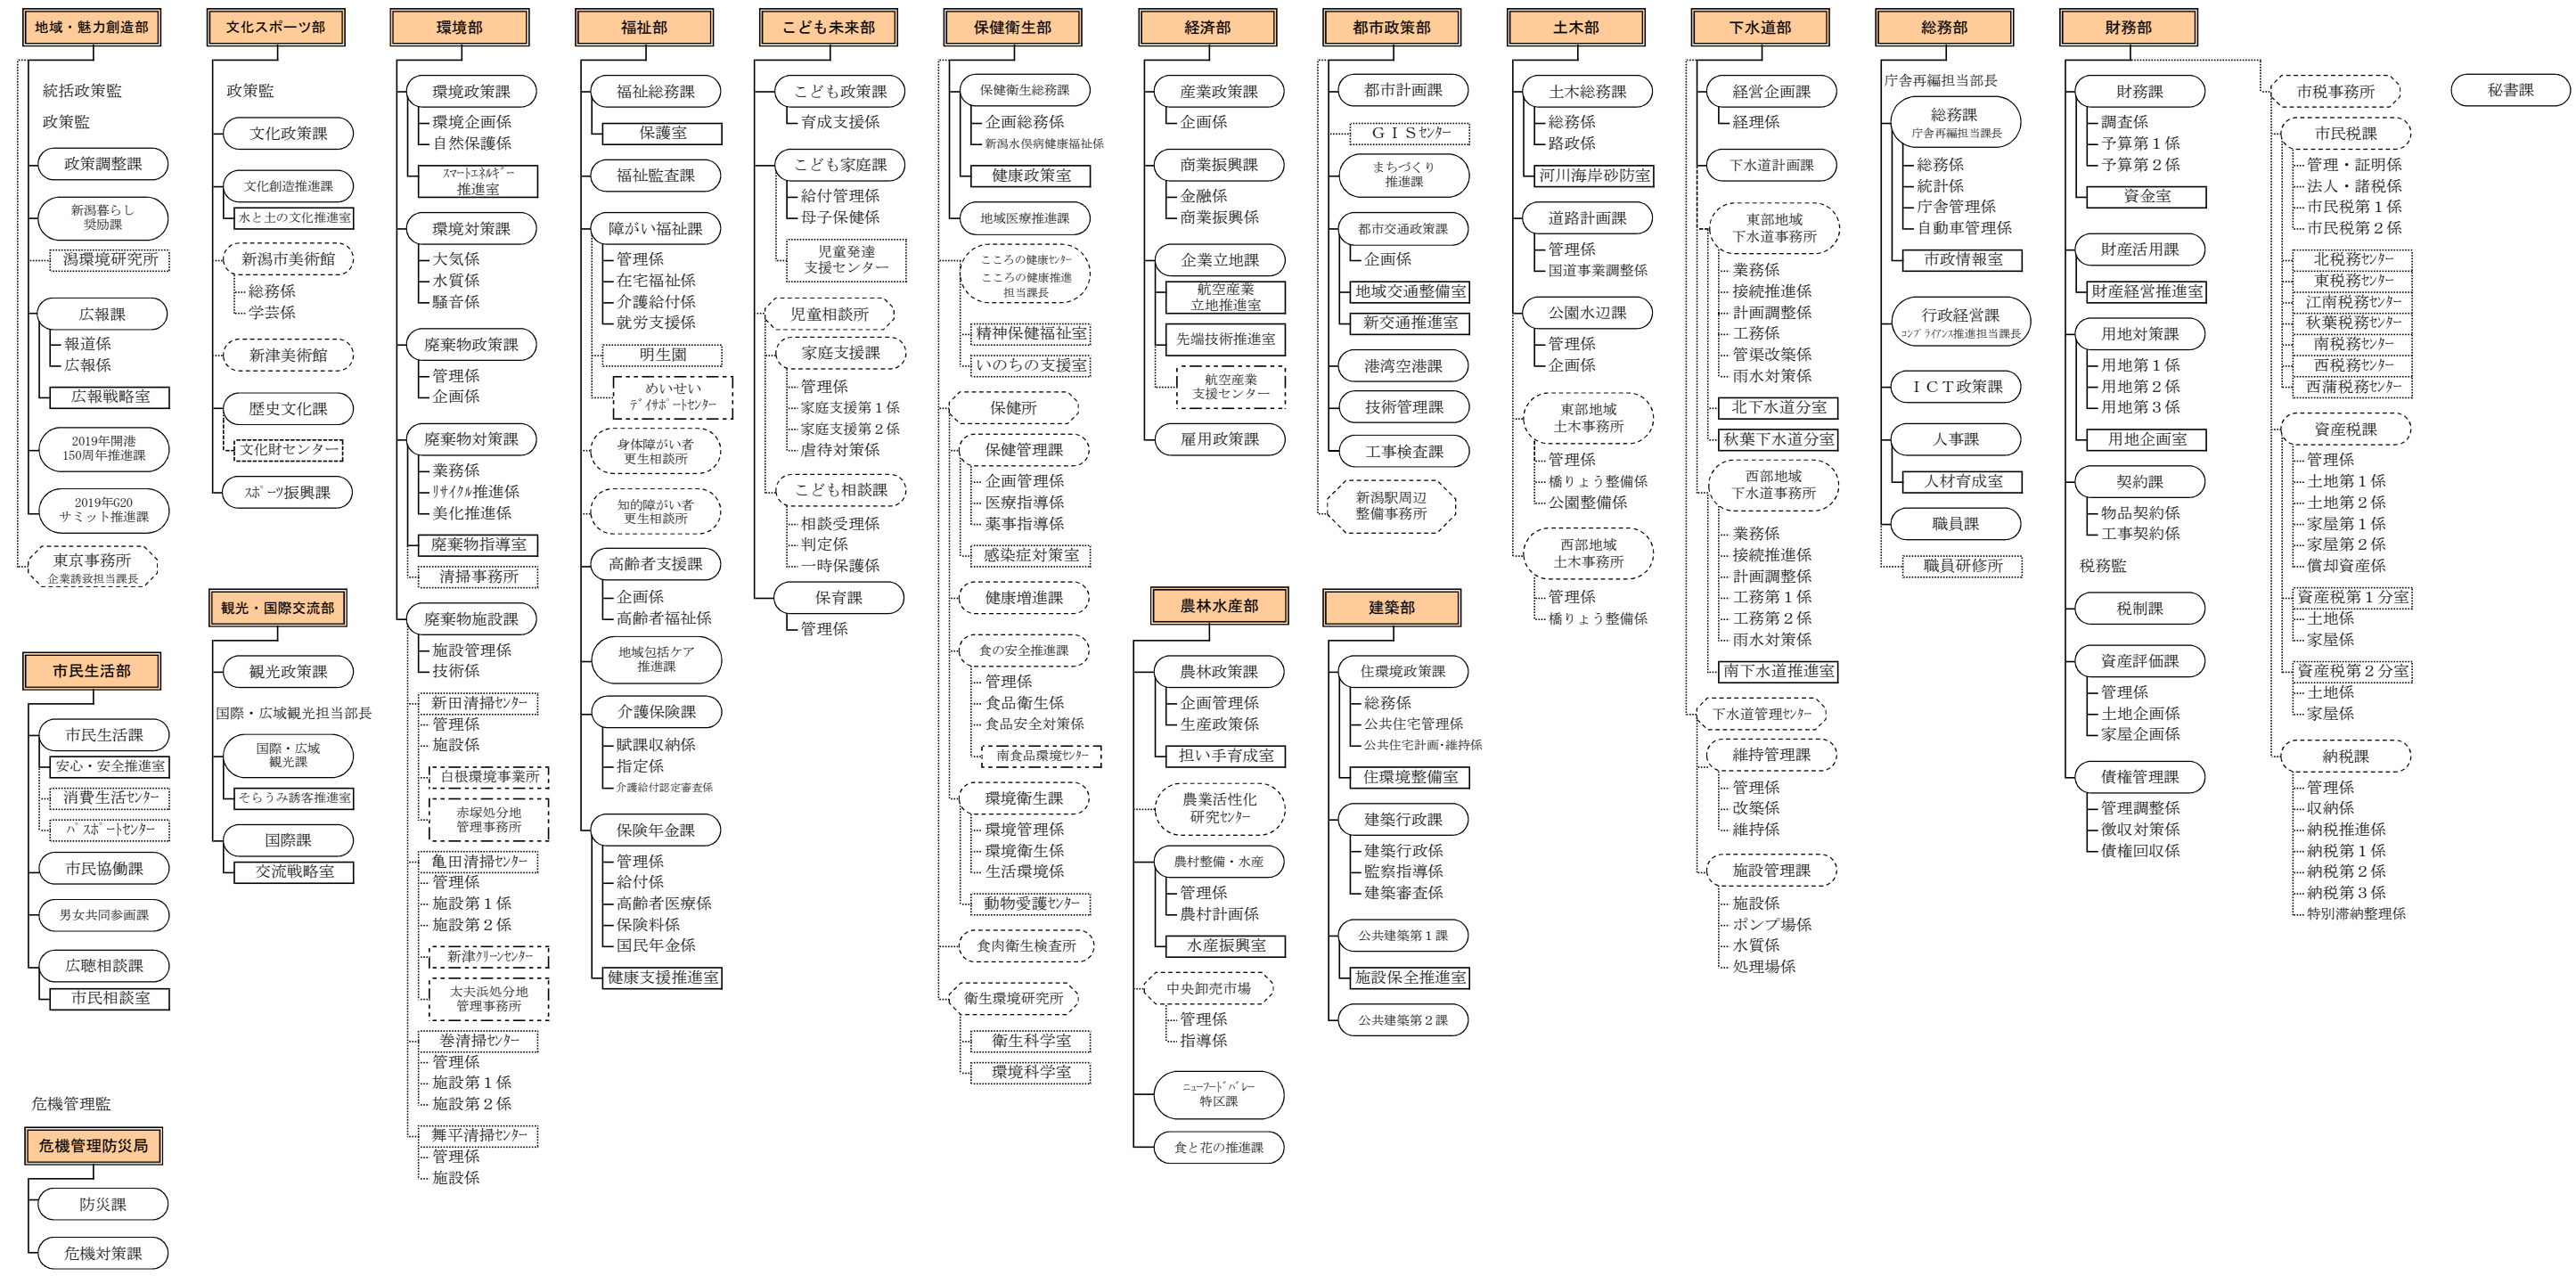 地域・魅力創造部
統括政策監
政策監
政策調整課
新潟暮らし
奨励課
潟環境研究所
広報課
報道係
広報係
広報戦略室
2019年開港
150周年推進課
2019年G20
サミット推進課
東京事務所
企業誘致担当課長
市民生活部
市民生活課
安心・安全推進室
消費生活ｾﾝﾀｰ
ﾊﾟｽﾎﾟｰﾄセンター
市民協働課
男女共同参画課
広聴相談課
市民相談室
危機管理監
危機管理防災局
防災課
危機対策課
文化スポーツ部
政策監
文化政策課
文化創造推進課
水と土の文化推進室
新潟市美術館
総務係
学芸係
新津美術館
歴史文化課
文化財センター
ｽﾎﾟｰﾂ振興課
観光・国際交流部
観光政策課
国際・広域観光担当部長
国際・広域
観光課
そらうみ誘客推進室
国際課
交流戦略室
環境部
環境政策課
環境企画係
自然保護係
ｽﾏｰﾄｴﾈﾙｷﾞｰ
推進室
環境対策課
大気係
水質係
騒音係
廃棄物政策課
管理係
企画係
廃棄物対策課
業務係
ﾘｻｲｸﾙ推進係
美化推進係
廃棄物指導室
清掃事務所
廃棄物施設課
施設管理係
技術係
新田清掃ｾﾝﾀｰ
管理係
施設係
白根環境事業所
赤塚処分地
管理事務所
亀田清掃ｾﾝﾀｰ
管理係
施設第１係
施設第２係
新津ｸﾘｰﾝｾﾝﾀｰ
太夫浜処分地
管理事務所
巻清掃ｾﾝﾀｰ
管理係
施設第１係
施設第２係
舞平清掃ｾﾝﾀｰ
管理係
施設係
福祉部
福祉総務課
保護室
福祉監査課
障がい福祉課
管理係
在宅福祉係
介護給付係
就労支援係
明生園
めいせい
ﾃﾞｲｻﾎﾟｰﾄｾﾝﾀｰ
身体障がい者
更生相談所
知的障がい者
更生相談所
高齢者支援課
企画係
高齢者福祉係
地域包括ケア
推進課
介護保険課
賦課収納係
指定係
介護給付認定審査係
保険年金課
管理係
給付係
高齢者医療係
保険料係
国民年金係
健康支援推進室
こども未来部
こども政策課
育成支援係
こども家庭課
給付管理係
母子保健係
児童発達
支援センター
児童相談所
家庭支援課
管理係
家庭支援第１係
家庭支援第２係
虐待対策係
こども相談課
相談受理係
判定係
一時保護係
保育課
管理係
保健衛生部
保健衛生総務課
企画総務係
新潟水俣病健康福祉係
健康政策室
地域医療推進課
こころの健康ｾﾝﾀｰ
こころの健康推進
担当課長
精神保健福祉室
いのちの支援室
保健所
保健管理課
企画管理係
医療指導係
薬事指導係
感染症対策室
健康増進課
食の安全推進課
管理係
食品衛生係
食品安全対策係
南食品環境ｾﾝﾀｰ
環境衛生課
環境管理係
環境衛生係
生活環境係
動物愛護ｾﾝﾀｰ
食肉衛生検査所
衛生環境研究所
衛生科学室
環境科学室
経済部
産業政策課
企画係
商業振興課
金融係
商業振興係
企業立地課
航空産業
立地推進室
先端技術推進室
航空産業
支援センター
雇用政策課
農林水産部
農林政策課
企画管理係
生産政策係
担い手育成室
農業活性化
研究ｾﾝﾀｰ
農村整備・水産
管理係
農村計画係
水産振興室
中央卸売市場
管理係
指導係
ﾆｭｰﾌｰﾄﾞﾊﾞﾚｰ
特区課
食と花の推進課
都市政策部
都市計画課
ＧＩＳｾﾝﾀｰ
まちづくり
推進課
都市交通政策課
企画係
地域交通整備室
新交通推進室
港湾空港課
技術管理課
工事検査課
新潟駅周辺
整備事務所
建築部
住環境政策課
総務係
公共住宅管理係
公共住宅計画・維持係
住環境整備室
建築行政課
建築行政係
監察指導係
建築審査係
公共建築第１課
施設保全推進室
公共建築第２課
土木部
土木総務課
総務係
路政係
河川海岸砂防室
道路計画課
管理係
国道事業調整係
公園水辺課
管理係
企画係
東部地域
土木事務所
管理係
橋りょう整備係
公園整備係
西部地域
土木事務所
管理係
橋りょう整備係
下水道部
経営企画課
経理係
下水道計画課
東部地域
下水道事務所
業務係
接続推進係
計画調整係
工務係
管渠改築係
雨水対策係
北下水道分室
秋葉下水道分室
西部地域
下水道事務所
業務係
接続推進係
計画調整係
工務第１係
工務第２係
雨水対策係
南下水道推進室
下水道管理ｾﾝﾀｰ
維持管理課
管理係
改築係
維持係
施設管理課
施設係
ポンプ場係
水質係
処理場係
総務部
庁舎再編担当部長
総務課
庁舎再編担当課長
総務係
統計係
庁舎管理係
自動車管理係
市政情報室
行政経営課
ｺﾝﾌﾟﾗｲｱﾝｽ推進担当課長
ＩＣＴ政策課
人事課
人材育成室
職員課
職員研修所
財務部
財務課
調査係
予算第１係
予算第２係
資金室
財産活用課
財産経営推進室
用地対策課
用地第１係
用地第２係
用地第３係
用地企画室
契約課
物品契約係
工事契約係
税務監
税制課
資産評価課
管理係
土地企画係
家屋企画係
債権管理課
管理調整係
徴収対策係
債権回収係
市税事務所
市民税課
管理・証明係
法人・諸税係
市民税第１係
市民税第２係
北税務ｾﾝﾀｰ
東税務ｾﾝﾀｰ
江南税務ｾﾝﾀｰ
秋葉税務ｾﾝﾀｰ
南税務ｾﾝﾀｰ
西税務ｾﾝﾀｰ
西蒲税務ｾﾝﾀｰ
資産税課
管理係
土地第１係
土地第２係
家屋第１係
家屋第２係
償却資産係
資産税第１分室
土地係
家屋係
資産税第２分室
土地係
家屋係
納税課
管理係
収納係
納税推進係
納税第１係
納税第２係
納税第３係
特別滞納整理係
秘書課